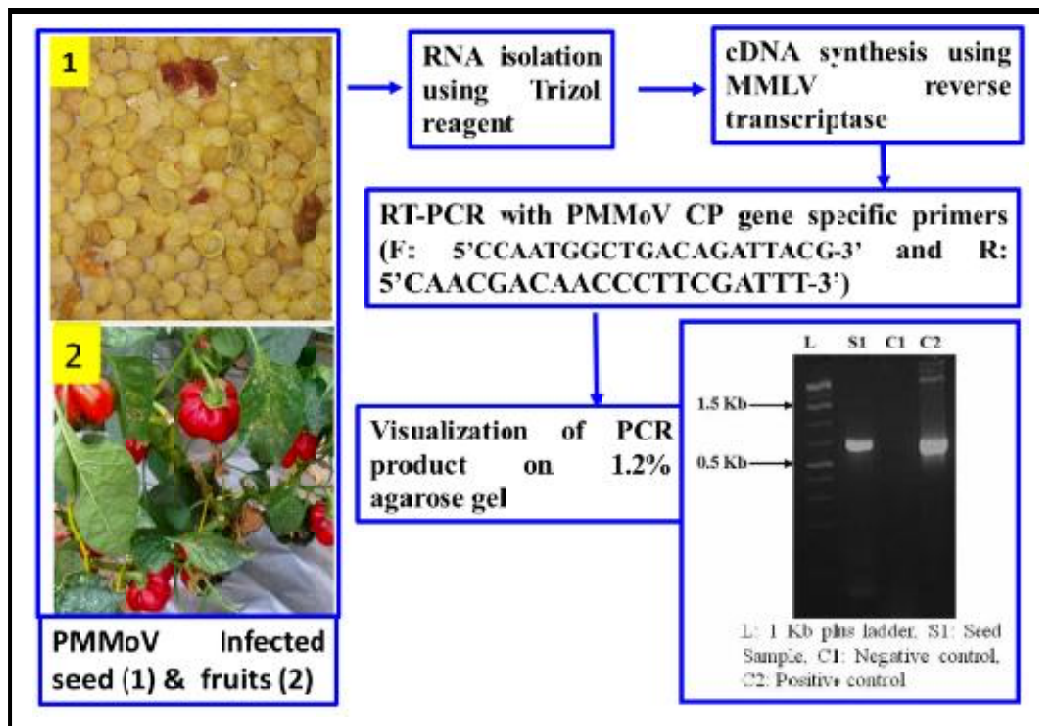 1
2
PMMoV Infected
seed (1) & fruits (2)
RNA isolation
using Trizol
reagent
cDNA synthesis using
MMLV reverse
transcriptase
RT-PCR with PMMoV CP gene specific primers
(F: 5’CCAATGGCTGACAGATTACG-3’ and R:
5’CAACGACAACCCTTCGATTT-3’)
Visualization of PCR
product on 1.2%
agarose gel
L S1 C1 C2
1.5 Kb
0.5 Kb
L: 1 Kb plus ladder, S1: Seed
Sample, C1: Negative control,
C2: Positive control